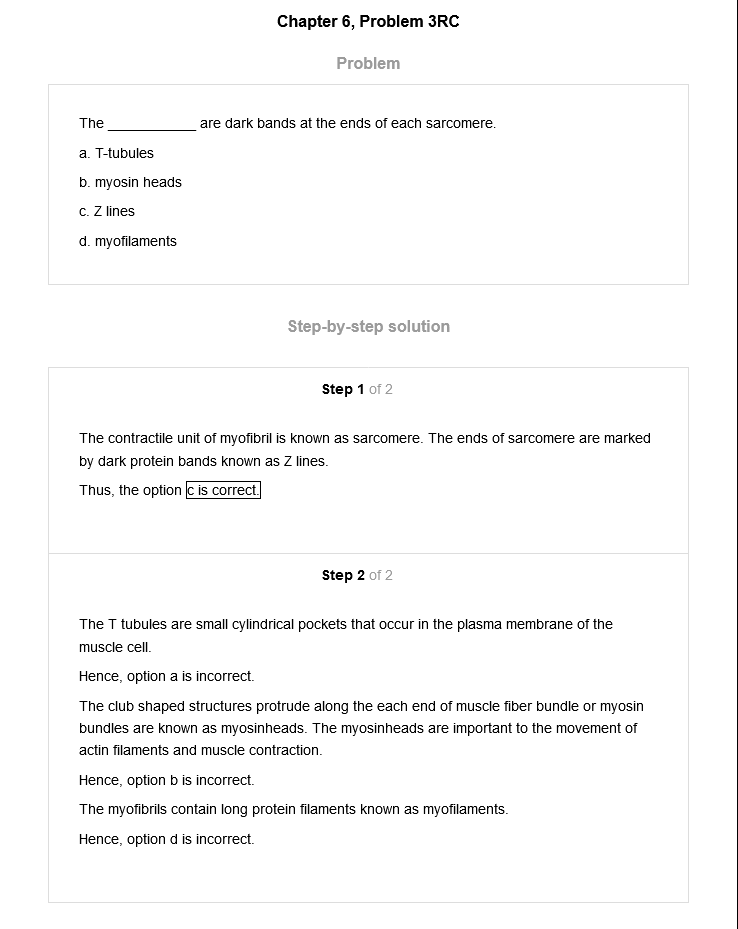 Chapter 6, Problem 3RC
Problem
The ___________ are dark bands at the ends of each sarcomere.
a. T-tubules
b. myosin heads
c. Z lines
d. myofilaments
Step-by-step solution
Step 1 of 2
The contractile unit of myofibril is known as sarcomere. The ends of sarcomere are marked
by dark protein bands known as Z lines.
Thus, the option c is correct.
Step 2 of 2
The T tubules are small cylindrical pockets that occur in the plasma membrane of the
muscle cell.
Hence, option a is incorrect.
The club shaped structures protrude along the each end of muscle fiber bundle or myosin
bundles are known as myosinheads. The myosinheads are important to the movement of
actin filaments and muscle contraction.
Hence, option b is incorrect.
The myofibrils contain long protein filaments known as myofilaments.
Hence, option d is incorrect.